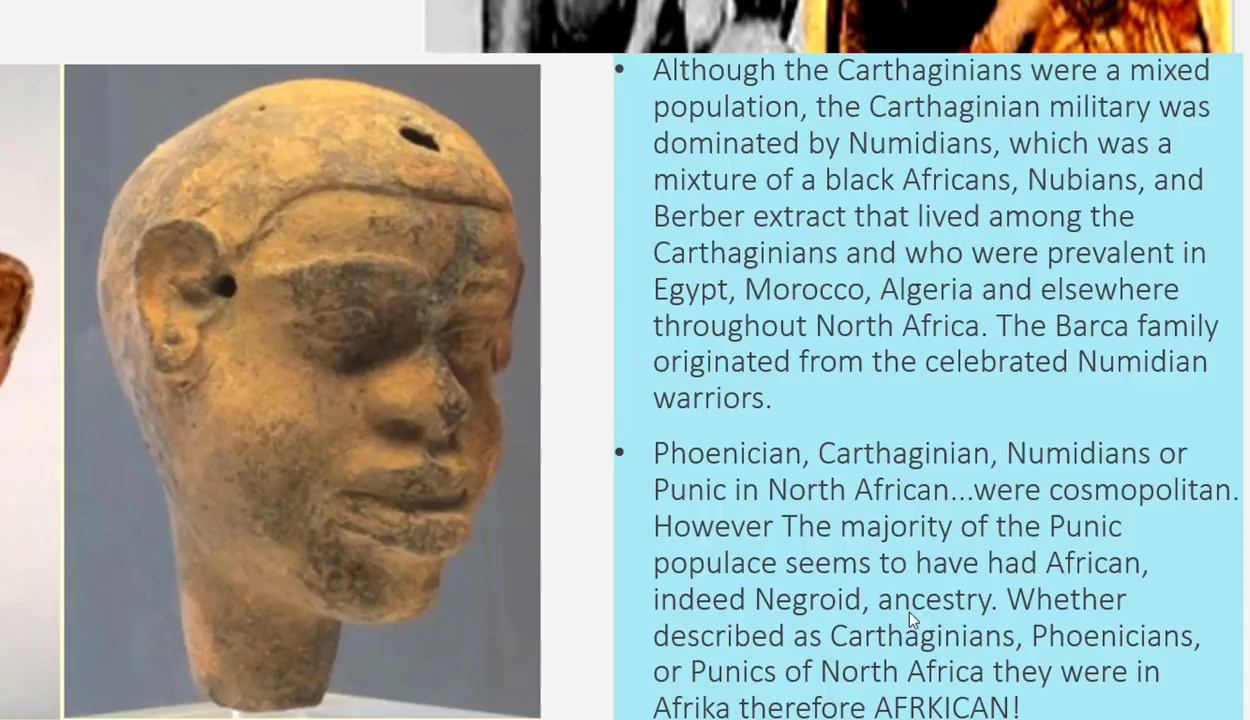 • Although the Carthaginians were a mixed
population, the Carthaginian military was
dominated by Numidians, which was a
mixture of a black Africans, Nubians, and
Berber extract that lived among the
Carthaginians and who were prevalent in
Egypt, Morocco, Algeria and elsewhere
throughout North Africa. The Barca family
originated from the celebrated Numidian
warriors.
• Phoenician, Carthaginian, Numidians or
Punic in North African...were cosmopolitan.
However The majority of the Punic
populace seems to have had African,
indeed Negroid, ancestry. Whether
described as Carthaginians, Phoenicians,
or Punics of North Africa they were in
Afrika therefore AFRKICAN!